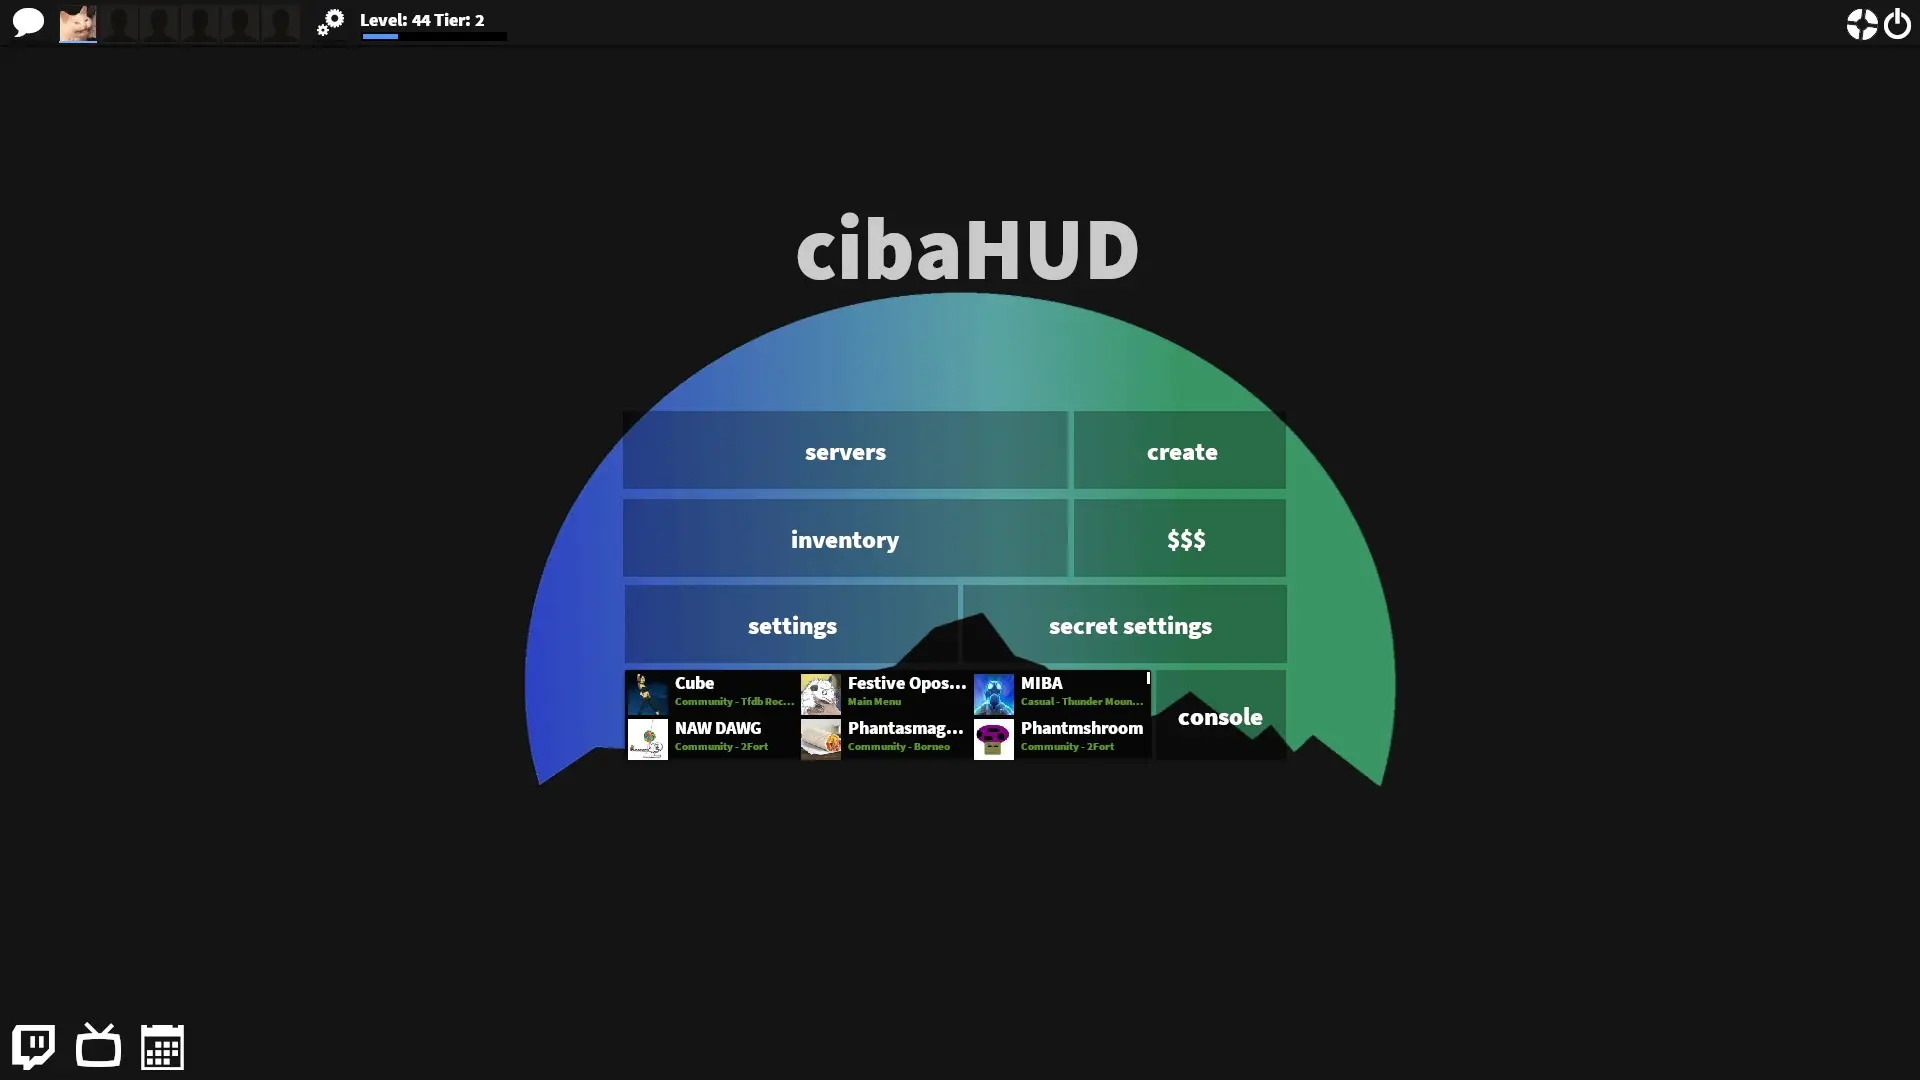 Level: 44 Tier: 2
cibaHUD
servers
create
inventory
$$$
settings
secret settings
Cube
Community - Tfdb Roc...
Festive Opos...
Main Menu
MIBA
Casual - Thunder Moun...
NAW DAWG
Community - 2Fort
Phantasmag...
Community - Borneo
Phantmshroom
Community - 2Fort
console